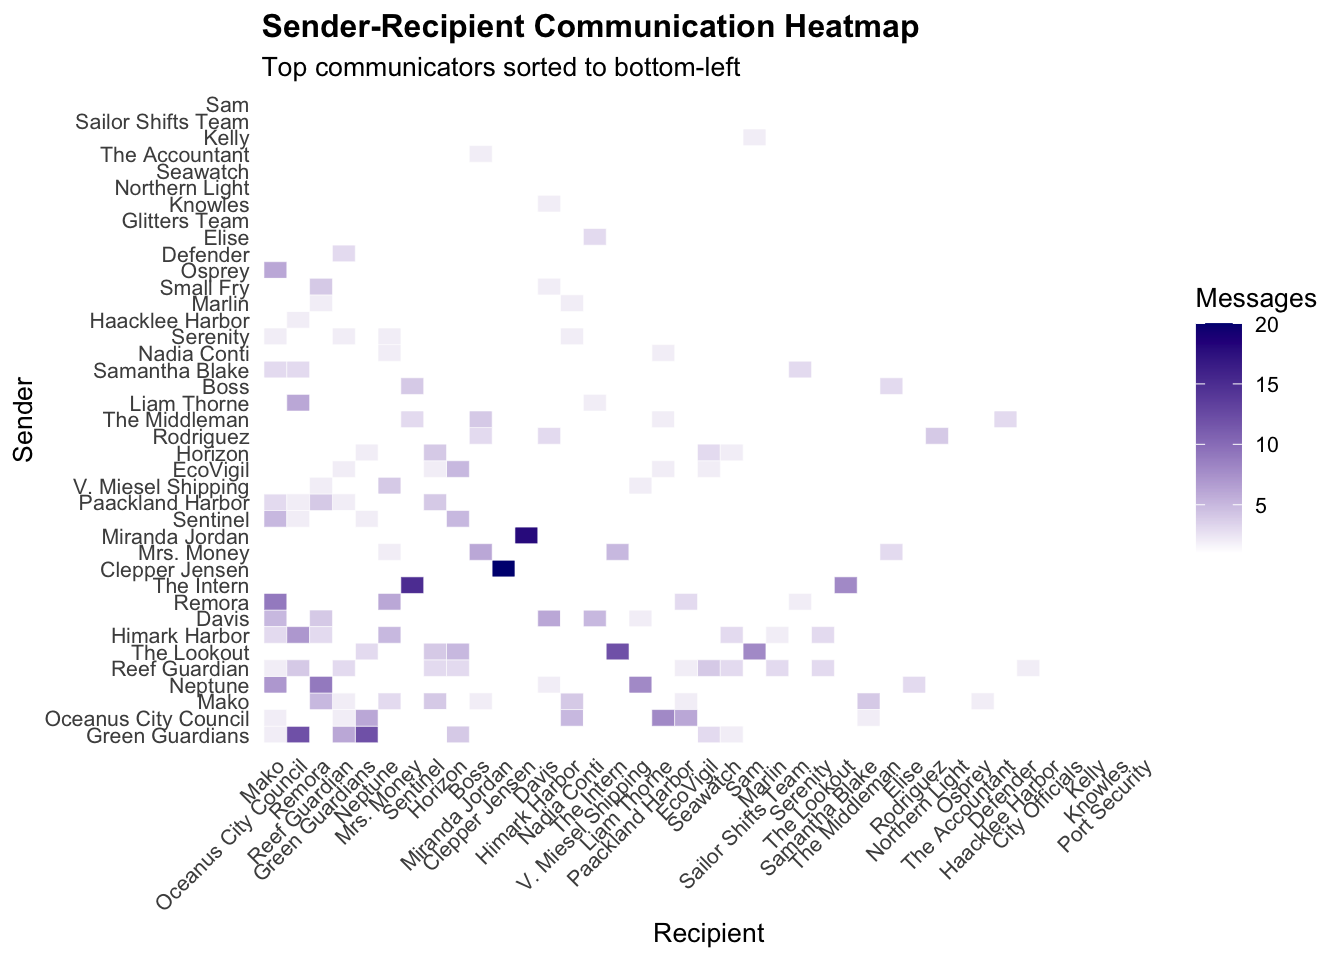 Sender-Recipient Communication Heatmap
Top communicators sorted to bottom-left
Sam
Sailor Shifts Team
Kelly
The Accountant
Seawatch
Northern Light
Knowles
Glitters Team
Elise
Defender
Osprey
Small Fry
Marlin
Haacklee Harbor
Serenity
Nadia Conti
Samantha Blake
Boss
Liam Thorne
The Middleman
Rodriguez
Horizon
EcoVigil
V. Miesel Shipping
Paackland Harbor
Sentinel
Miranda Jordan
Mrs. Money
Clepper Jensen
The Intern
Remora
Davis
Himark Harbor
The Lookout
Reef Guardian
Neptune
Mako
Oceanus City Council
Green Guardians
Sender
Mako
Oceanus City Council
Remora
Reef Guardian
Green Guardians
Neptune
Mrs. Money
Sentinel
Horizon
Boss
Miranda Jordan
Clepper Jensen
Davis
Himark Harbor
Nadia Conti
The Intern
V. Miesel Shipping
Liam Thorne
Paackland Harbor
EcoVigil
Seawatch
Sam
Marlin
Sailor Shifts Team
Serenity
The Lookout
Samantha Blake
The Middleman
Elise
Rodriguez
Northern Light
Osprey
The Accountant
Defender
Haacklee Harbor
City Officials
Kelly
Knowles
Port Security
Recipient
Messages
20
15
10
5